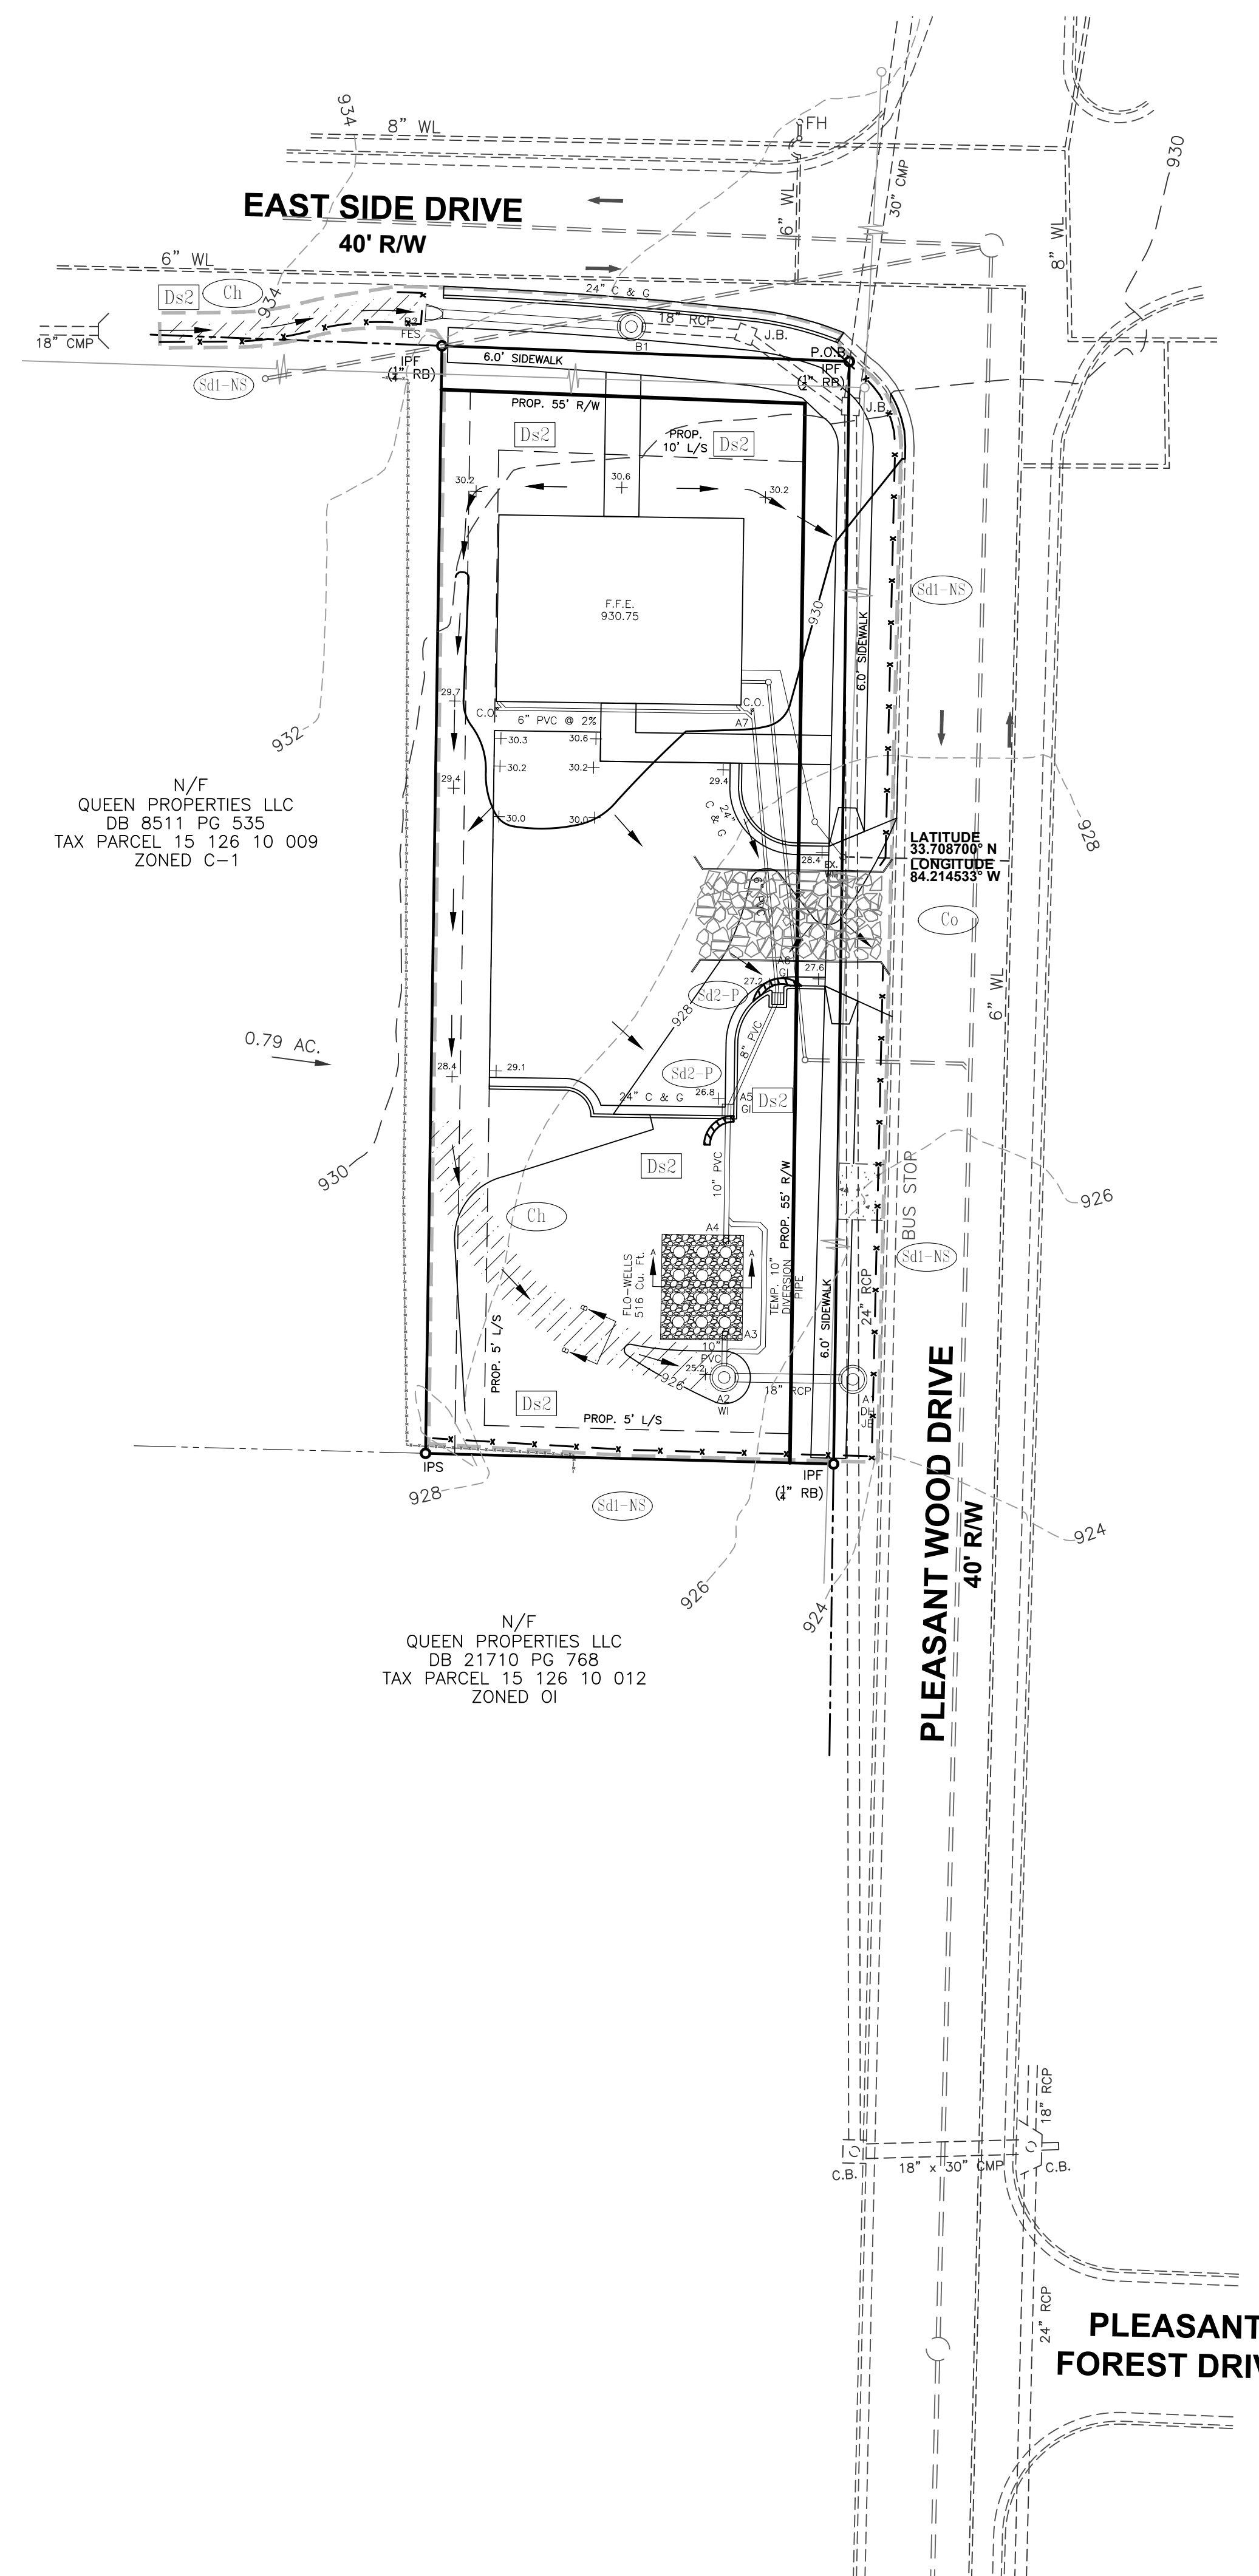 934
8" WL
FH
930
EAST SIDE DRIVE
40' R/W
6" WL
30" CMP
8" WL
6" WL
Ds2
Ch
934
24" C & G
18" RCP
J.B.
18" CMP
FES
B1
P.O.B.
IPF
IPF
6.0' SIDEWALK
Sd1-NS
J.B.
PROP. 55' R/W
Ds2
PROP.
10' L/S
Ds2
30.2
30.6
30.2
F.F.E.
930.75
930
6.0' SIDEWALK
Sd1-NS
29.7
C.O.
6" PVC @ 2%
C.O.
A7
30.3
30.6
30.2
30.2
29.4
29.4
24"
C & G
30.0
30.0
932
N/F
QUEEN PROPERTIES LLC
DB 8511 PG 535
TAX PARCEL 15 126 10 009
ZONED C-1
928
LATITUDE
33.708700° N
LONGITUDE
84.214533° W
28.4
EX.
6" PVC
Co
A6
GI
27.2
27.6
Sd2-P
928
6" WL
8" PVC
0.79 AC.
28.4
29.1
Sd2-P
24" C & G
26.8
A5
GI
Ds2
930
Ds2
10" PVC
PROP. 55' R/W
BUS STOP
926
Ch
A4
Sd1-NS
FLO-WELLS
516 Cu. Ft.
A
A
TEMP. 10"
DIVERSION
PIPE
24" RCP
B
B
A3
10"
PVC
6.0' SIDEWALK
PROP. 5' L/S
25.2
926
A2
WI
18" RCP
A1
DH
JB
Ds2
PROP. 5' L/S
IPS
IPF
928
Sd1-NS
924
926
924
PLEASANT WOOD DRIVE
40' R/W
N/F
QUEEN PROPERTIES LLC
DB 21710 PG 768
TAX PARCEL 15 126 10 012
ZONED OI
18" RCP
C.B.
18" x 30" CMP
C.B.
24" RCP
PLEASANT
FOREST DRIV